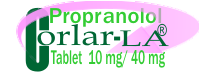 Propranolol
Corlar-LA®
Tablet 10 mg/ 40 mg